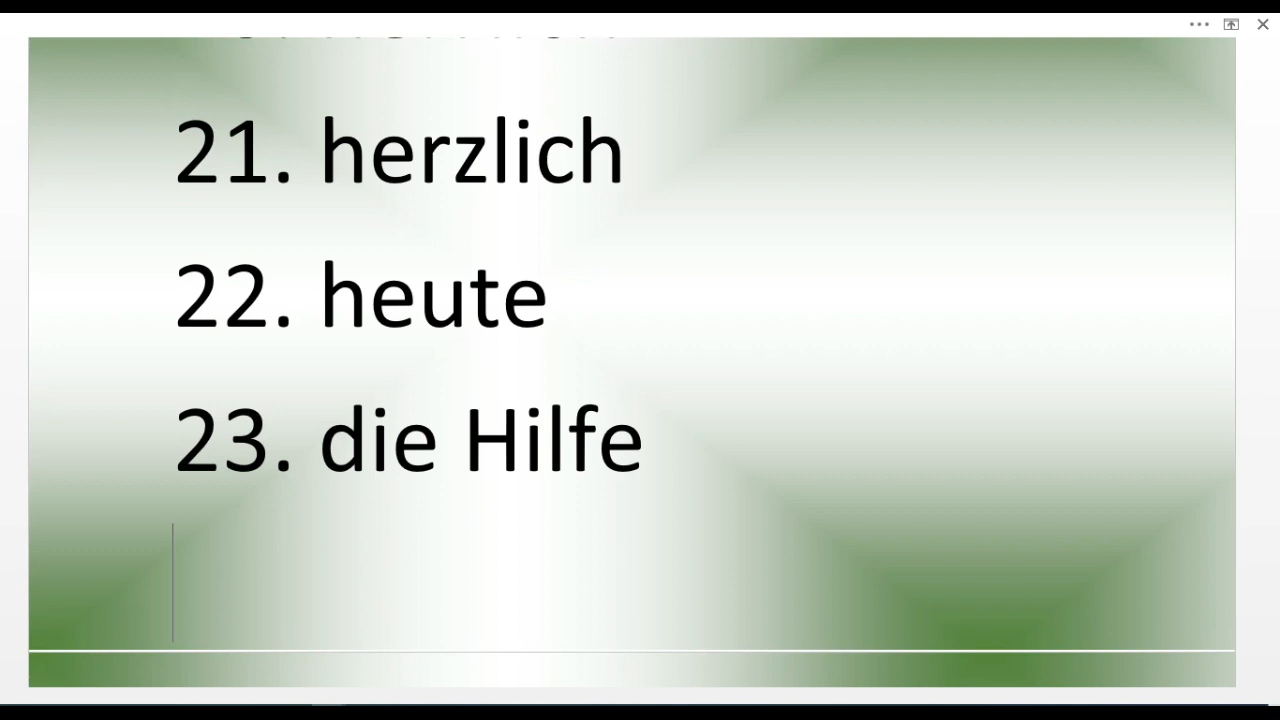 21. herzlich
22. heute
23. die Hilfe